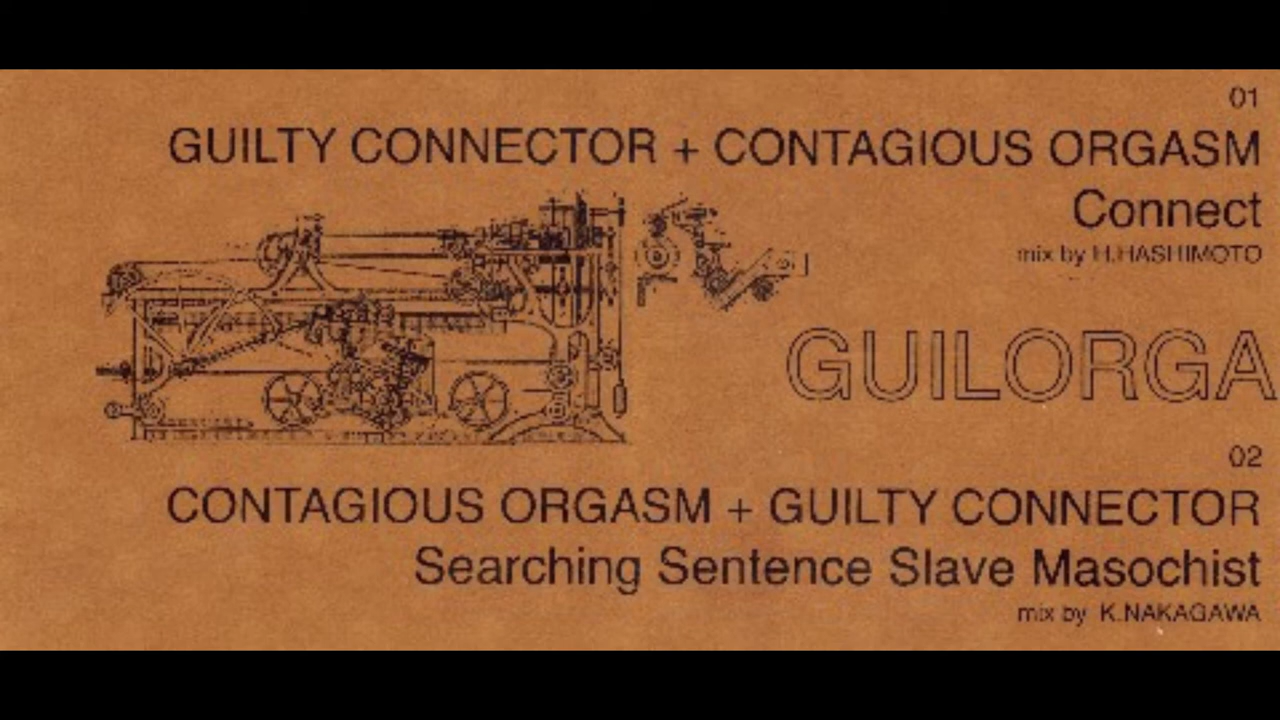 01
GUILTY CONNECTOR + CONTAGIOUS ORGASM
Connect
mix by H.HASHIMOTO
GUILORGA
02
CONTAGIOUS ORGASM + GUILTY CONNECTOR
Searching Sentence Slave Masochist
mix by K.NAKAGAWA